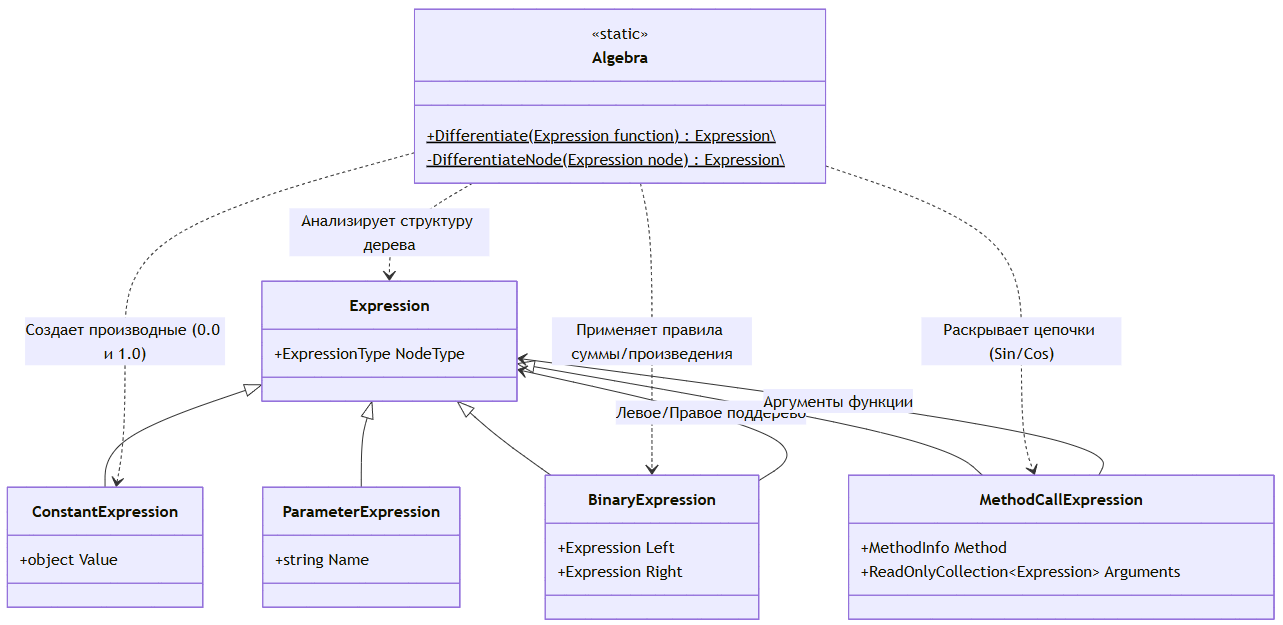 «static»
Algebra
+Differentiate(Expression function) : Expression\
-DifferentiateNode(Expression node) : Expression\
Анализирует структуру
дерева
Expression
+ExpressionType NodeType
Создает производные (0.0
и 1.0)
Применяет правила
суммы/произведения
Раскрывает цепочки
(Sin/Cos)
Левое/Правое поддерево
Аргументы функции
ConstantExpression
+object Value
ParameterExpression
+string Name
BinaryExpression
+Expression Left
+Expression Right
MethodCallExpression
+MethodInfo Method
+ReadOnlyCollection<Expression> Arguments